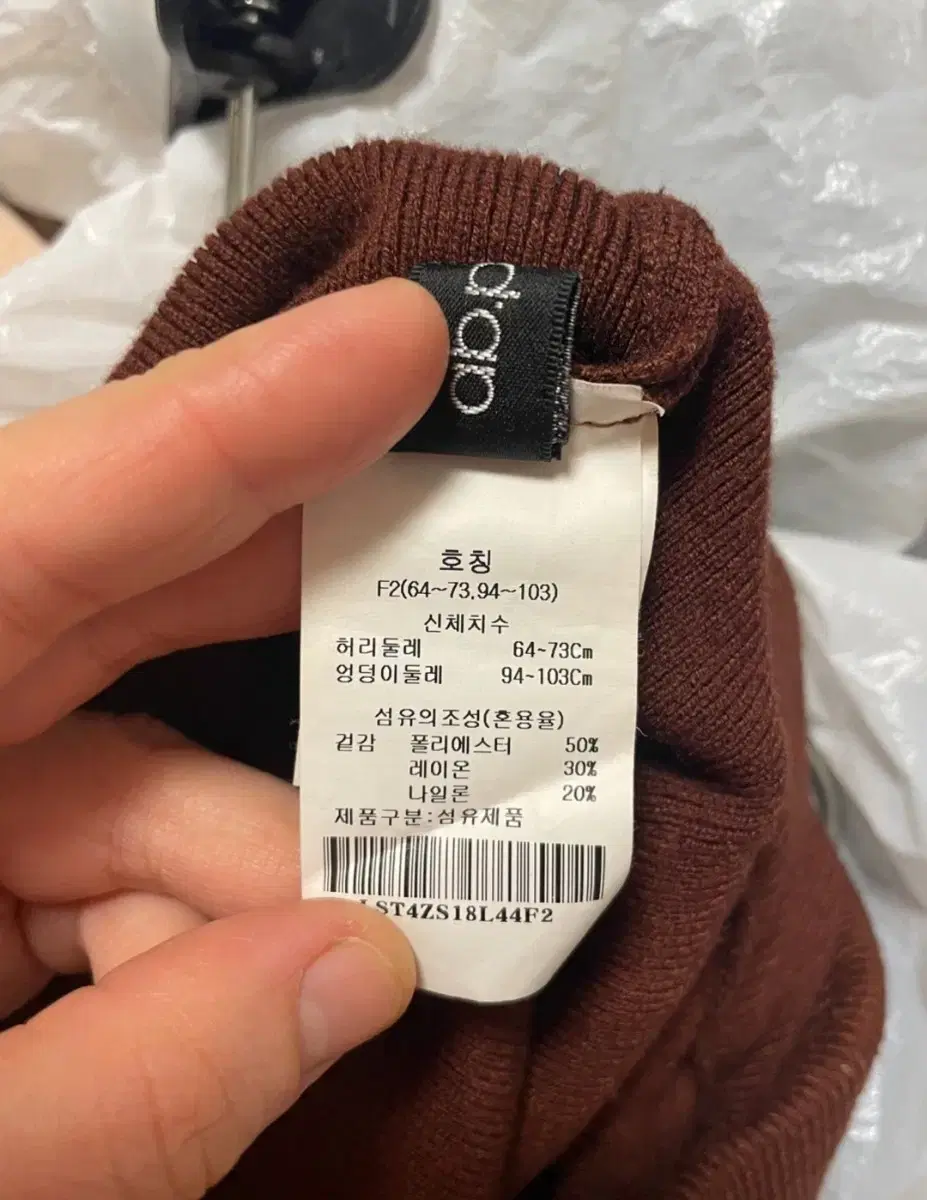 호칭
F2(64~73.94~103)
신체치수
허리둘레 64~73Cm
엉덩이둘레 94~103Cm
섬유의조성(혼용율)
겉감 폴리에스터 50%
레이온 30%
나일론 20%
제품구분:섬유제품